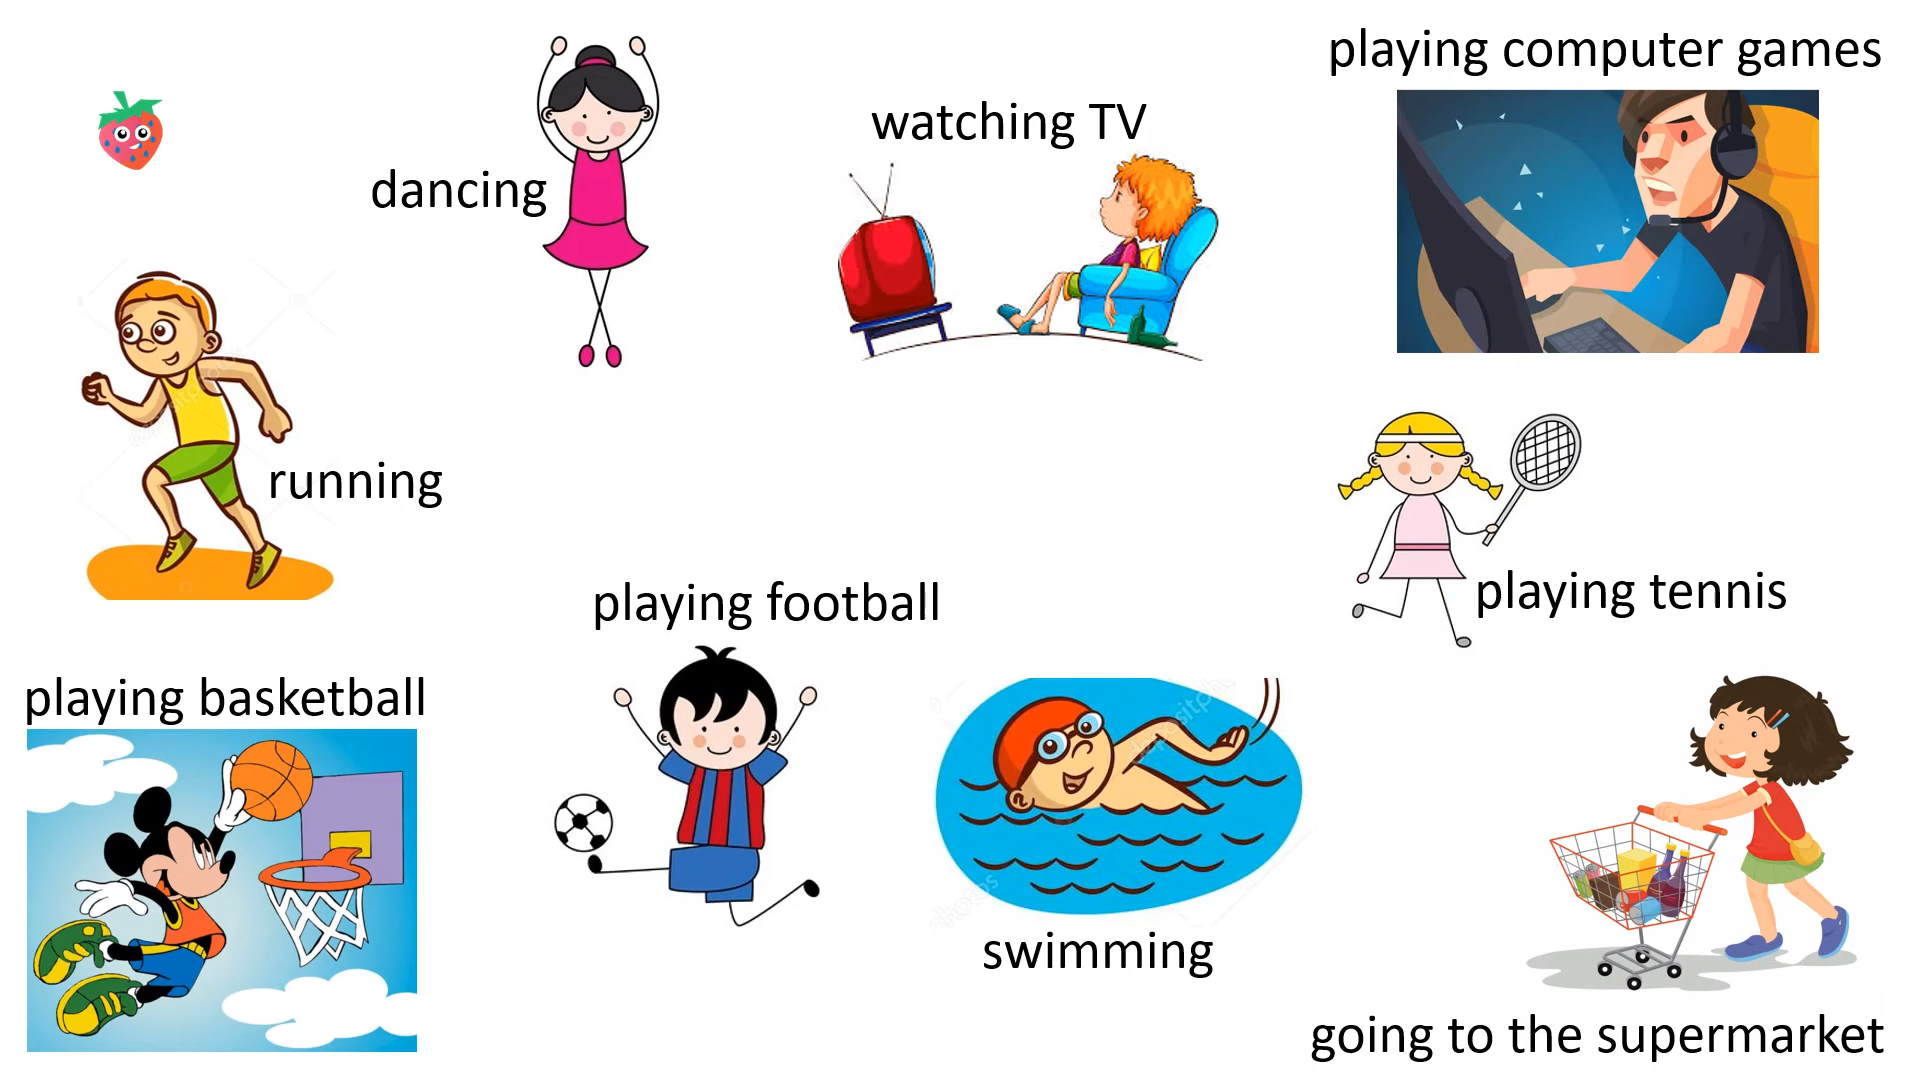 playing computer games
watching TV
dancing
running
playing tennis
playing football
playing basketball
swimming
going to the supermarket